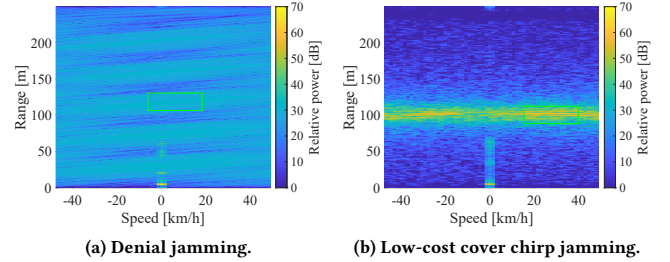 250
200
150
100
50
0
Range [m]
-40 -20 0 20 40
Speed [km/h]
70
60
50
40
30
20
10
0
Relative power [dB]
(a) Denial jamming.
250
200
150
100
50
0
Range [m]
-40 -20 0 20 40
Speed [km/h]
70
60
50
40
30
20
10
0
Relative power [dB]
(b) Low-cost cover chirp jamming.